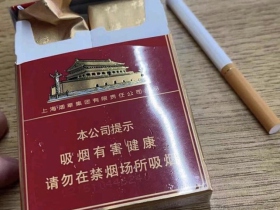 上海烟草集团有限责任公司
本公司提示
吸烟有害健康
请勿在禁烟场所吸烟